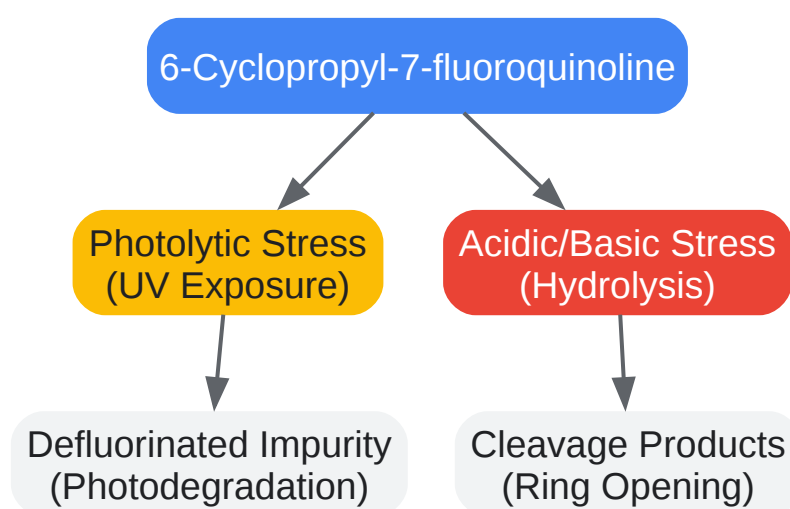 6-Cyclopropyl-7-fluoroquinoline
Photolytic Stress
(UV Exposure)
Acidic/Basic Stress
(Hydrolysis)
Defluorinated Impurity
(Photodegradation)
Cleavage Products
(Ring Opening)